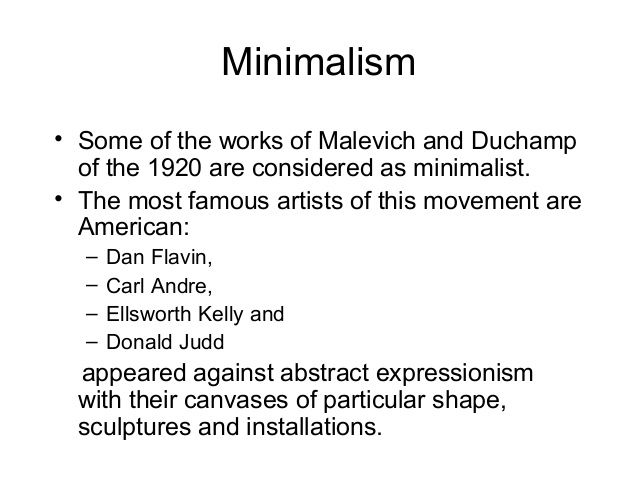 Minimalism
• Some of the works of Malevich and Duchamp
of the 1920 are considered as minimalist.
• The most famous artists of this movement are
American:
– Dan Flavin,
– Carl Andre,
– Ellsworth Kelly and
– Donald Judd
appeared against abstract expressionism
with their canvases of particular shape,
sculptures and installations.